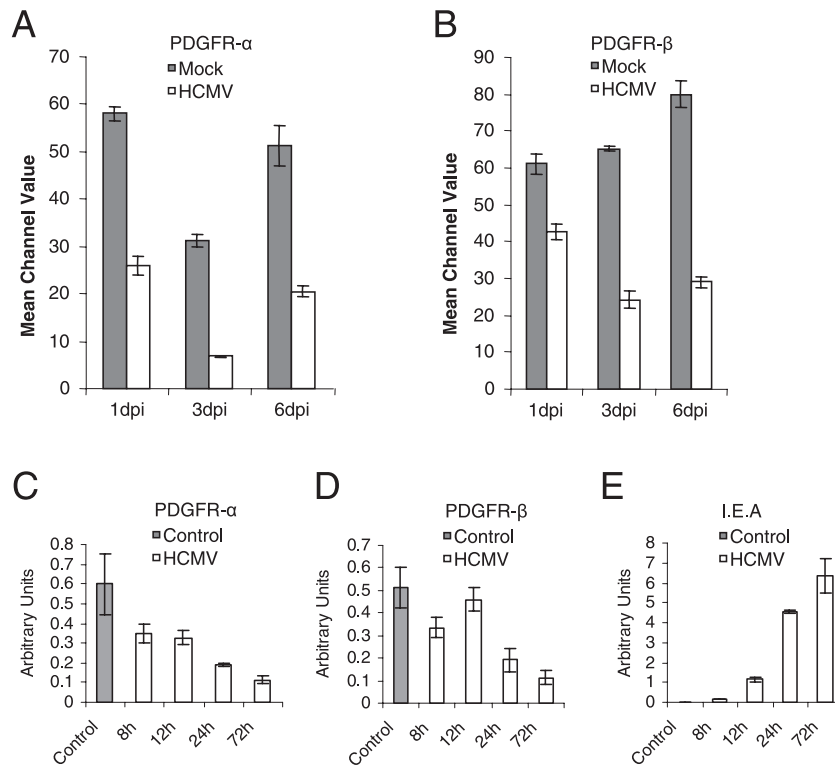 A
PDGFR-α
Mock
HCMV
Mean Channel Value
70
60
50
40
30
20
10
0
1dpi 3dpi 6dpi
B
PDGFR-β
Mock
HCMV
Mean Channel Value
90
80
70
60
50
40
30
20
10
0
1dpi 3dpi 6dpi
C
PDGFR-α
Control
HCMV
Arbitrary Units
0.8
0.7
0.6
0.5
0.4
0.3
0.2
0.1
0
Control 8h 12h 24h 72h
D
PDGFR-β
Control
HCMV
Arbitrary Units
0.7
0.6
0.5
0.4
0.3
0.2
0.1
0
Control 8h 12h 24h 72h
E
I.E.A
Control
HCMV
Arbitrary Units
8
7
6
5
4
3
2
1
0
Control 8h 12h 24h 72h